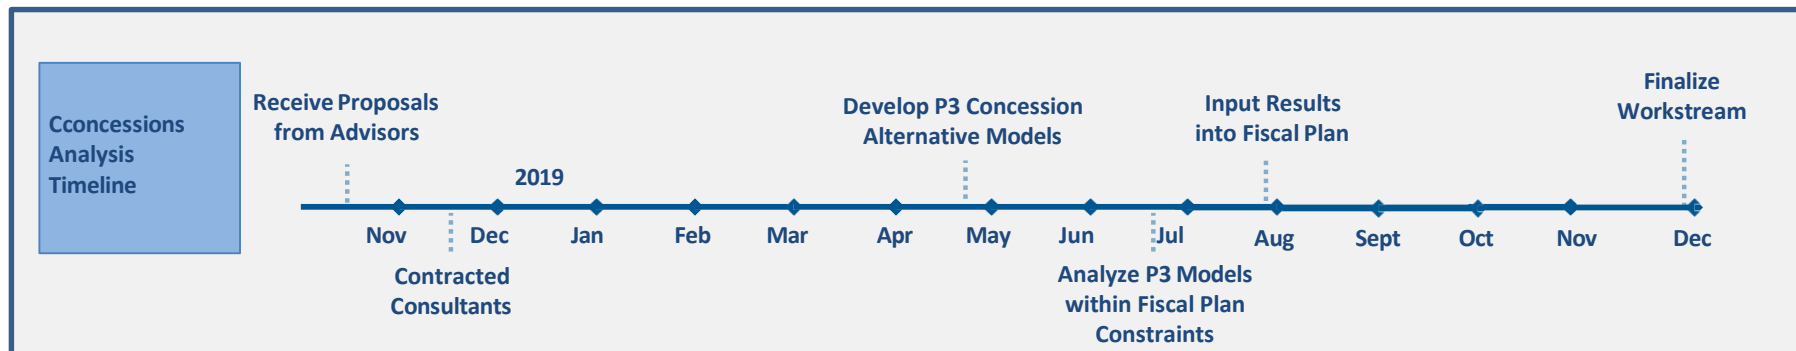 Cconcessions
Analysis
Timeline
Receive Proposals
from Advisors
Develop P3 Concession
Alternative Models
Input Results
into Fiscal Plan
Finalize
Workstream
2019
Nov Dec Jan Feb Mar Apr May Jun Jul Aug Sept Oct Nov Dec
Contracted
Consultants
Analyze P3 Models
within Fiscal Plan
Constraints